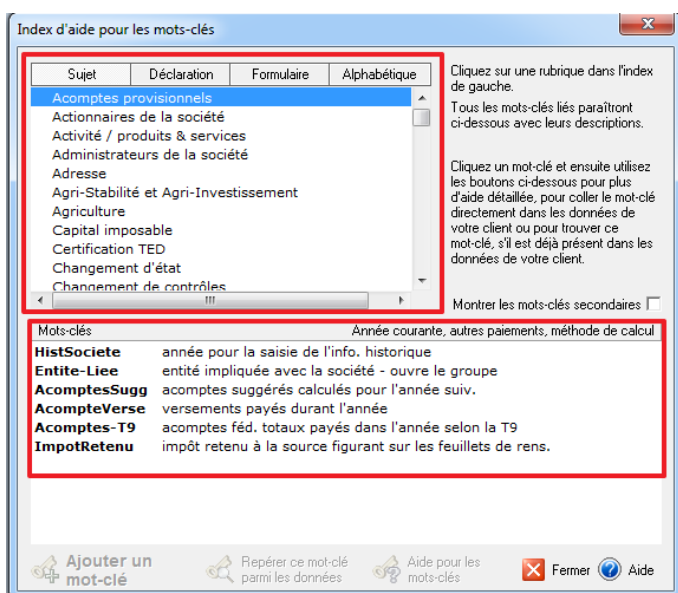 Index d'aide pour les mots-clés
Sujet Déclaration Formulaire Alphabétique
Acomptes provisionnels
Actionnaires de la société
Activité / produits & services
Administrateurs de la société
Adresse
Agri-Stabilité et Agri-Investissement
Agriculture
Capital imposable
Certification TED
Changement d'état
Changement de contrôles
Cliquez sur une rubrique dans l'index
de gauche.
Tous les mots-clés liés paraîtront
ci-dessous avec leurs descriptions.
Cliquez un mot-clé et ensuite utilisez
les boutons ci-dessous pour plus
d'aide détaillée, pour coller le mot-clé
directement dans les données de
votre client ou pour trouver ce
mot-clé, s'il est déjà présent dans les
données de votre client.
Montrer les mots-clés secondaires
Mots-clés Année courante, autres paiements, méthode de calcul
HistSociete année pour la saisie de l'info. historique
Entite-Liee entité impliquée avec la société - ouvre le groupe
AcomptesSugg acomptes suggérés calculés pour l'année suiv.
AcompteVerse versements payés durant l'année
Acomptes-T9 acomptes féd. totaux payés dans l'année selon la T9
ImpotRetenu impôt retenu à la source figurant sur les feuillets de rens.
Ajouter un
mot-clé
Repérer ce mot-clé
parmi les données
Aide pour les
mots-clés
Fermer
Aide